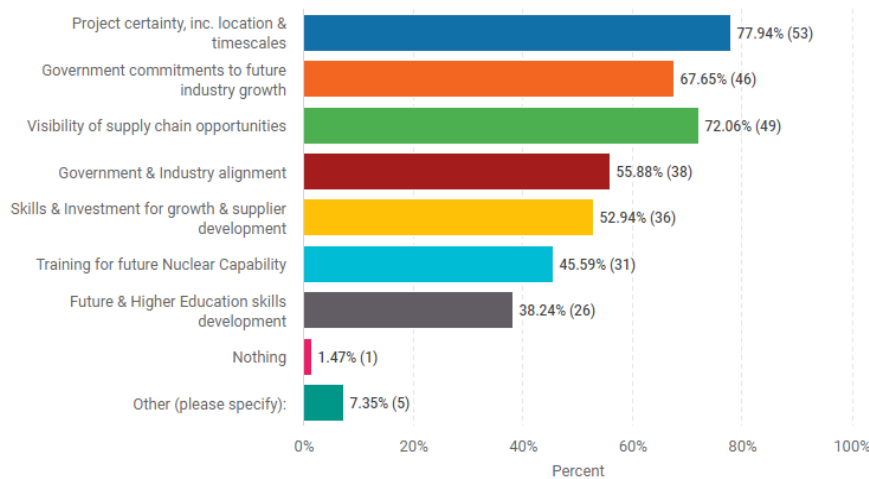 Project certainty, inc. location &
timescales
77.94% (53)
Government commitments to future
industry growth
67.65% (46)
Visibility of supply chain opportunities
72.06% (49)
Government & Industry alignment
55.88% (38)
Skills & Investment for growth & supplier
development
52.94% (36)
Training for future Nuclear Capability
45.59% (31)
Future & Higher Education skills
development
38.24% (26)
Nothing
1.47% (1)
Other (please specify):
7.35% (5)
0% 20% 40% 60% 80% 100%
Percent